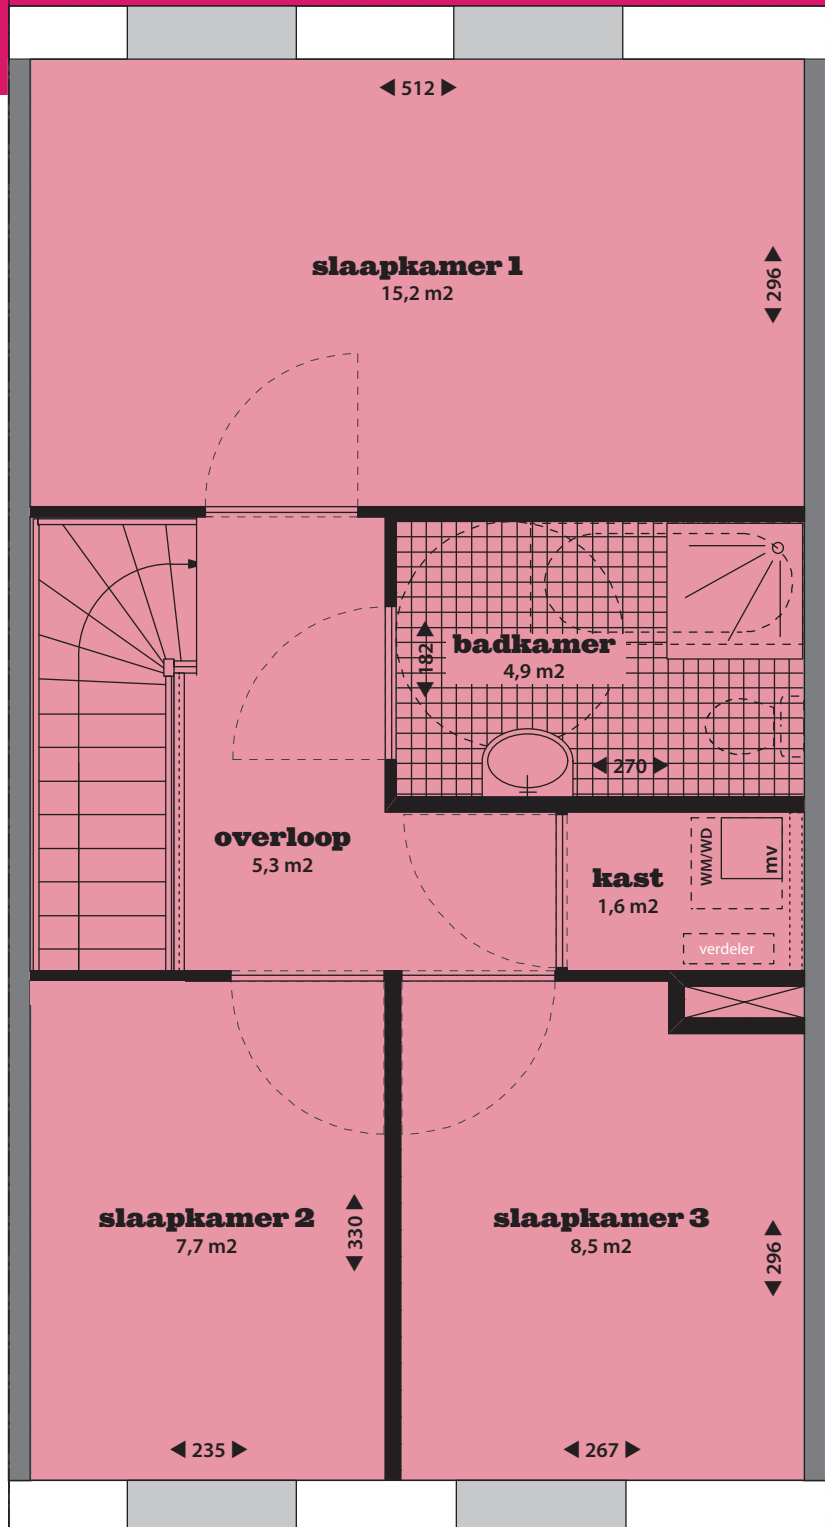 512
slaapkamer 1
15,2 m2
296
badkamer
4,9 m2
182
270
overloop
5,3 m2
kast
1,6 m2
WM/WD
mv
verdeler
slaapkamer 2
7,7 m2
330
slaapkamer 3
8,5 m2
296
235
267